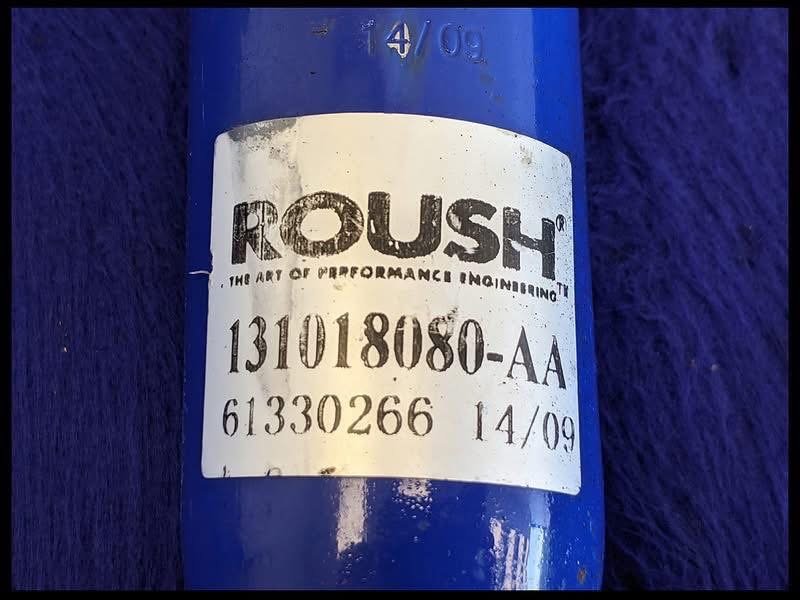 14/09
ROUSH®
THE ART OF PERFORMANCE ENGINEERING™
131018080-AA
61330266 14/09